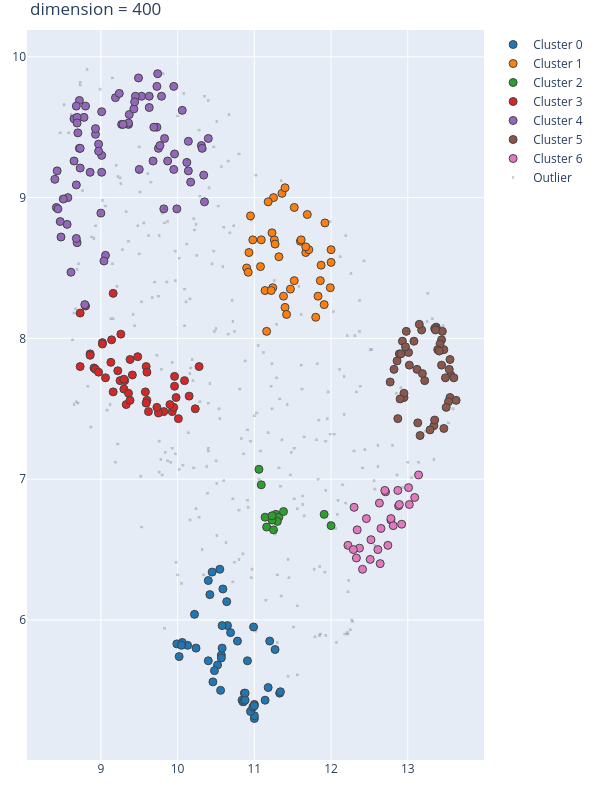 dimension = 400
Cluster 0
Cluster 1
Cluster 2
Cluster 3
Cluster 4
Cluster 5
Cluster 6
Outlier
10
9
8
7
6
9
10
11
12
13